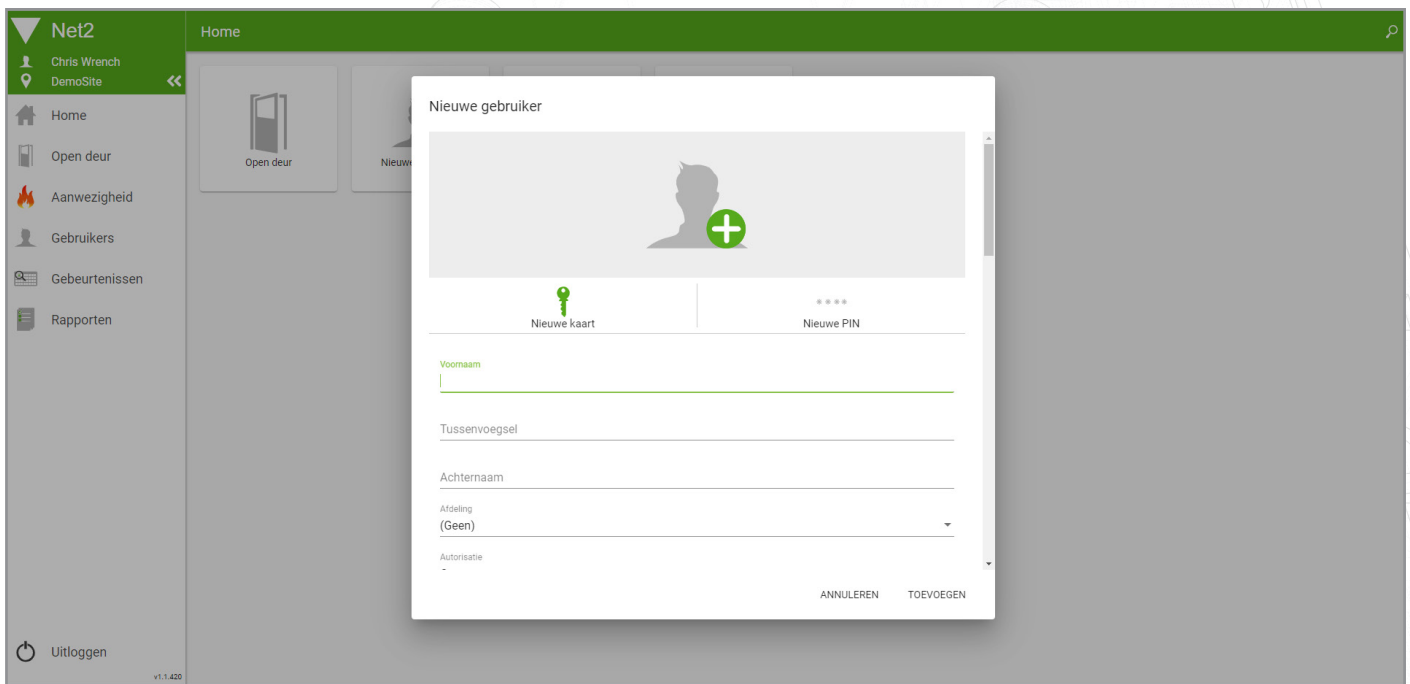 Net2
Chris Wrench
DemoSite
Home
Open deur
Aanwezigheid
Gebruikers
Gebeurtenissen
Rapporten
Uitloggen
v1.1.420
Home
Open deur
Nieuwe gebruiker
Nieuwe kaart
Nieuwe PIN
Voornaam
Tussenvoegsel
Achternaam
Afdeling
(Geen)
Autorisatie
ANNULEREN TOEVOEGEN